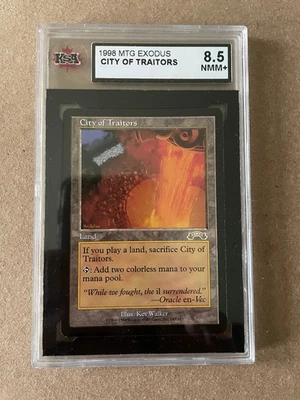 KSA
1998 MTG EXODUS
CITY OF TRAITORS
8.5
NMM+
City of Traitors
Land
If you play a land, sacrifice City of
Traitors.
: Add two colorless mana to your
mana pool.
"While we fought, the il surrendered."
—Oracle en-Vec
Illus. Kev Walker